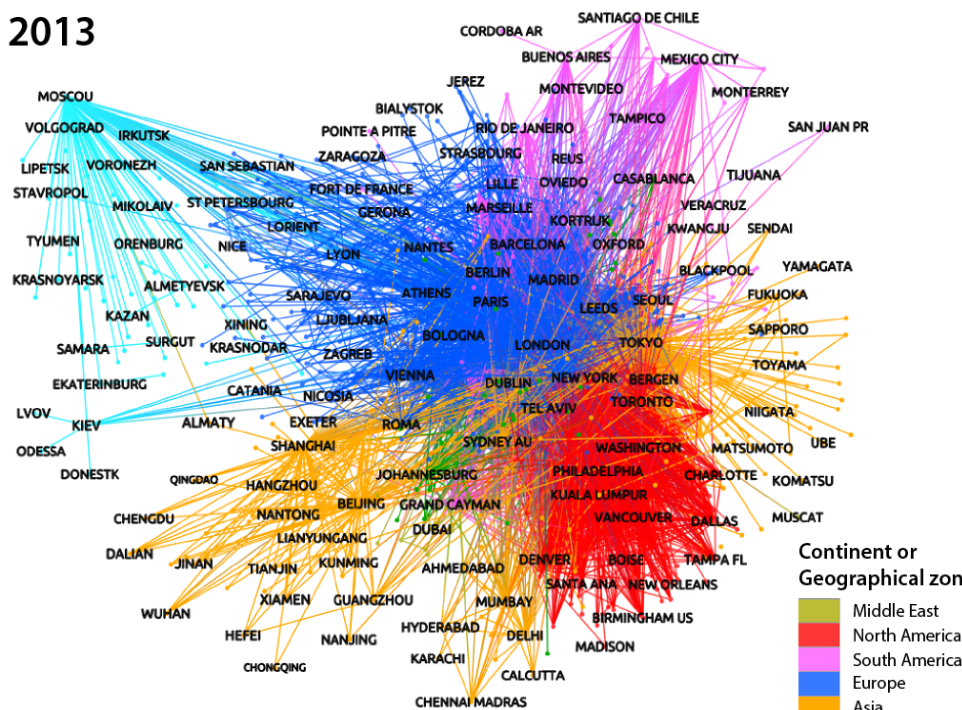 2013
SANTIAGO DE CHILE
CORDOBA AR
BUENOS AIRES
MEXICO CITY
JEREZ
MONTEVIDEO
MONTERREY
MOSCOU
BIALYSTOK
TAMPICO
VOLGOGRAD
IRKUTSK
POINTE A PITRE
RIO DE JANEIRO
SAN JUAN PR
LIPETSK
VORONEZH
SAN SEBASTIAN
ZARAGOZA
STRASBOURG
REUS
CASABLANCA
TIJUANA
STAVROPOL
FORT DE FRANCE
LILLE
OVIEDO
MIKOLAIV
ST PETERSBOURG
GERONA
MARSEILLE
VERACRUZ
LORIENT
KORTRIJK
KWANGJU
SENDAI
TYUMEN
ORENBURG
NICE
LYON
NANTES
BARCELONA
OXFORD
KRASNOYARSK
ALMETYEVSK
BERLIN
MADRID
BLACKPOOL
YAMAGATA
SARAJEVO
ATHENS
PARIS
LEEDS
SEOUL
FUKUOKA
KAZAN
XINING
LJUBLJANA
BOLOGNA
LONDON
TOKYO
SAPPORO
SAMARA
SURGUT
KRASNODAR
ZAGREB
TOYAMA
EKATERINBURG
CATANIA
NICOSIA
VIENNA
DUBLIN
NEW YORK
BERGEN
LVOV
KIEV
ALMATY
EXETER
ROMA
TEL AVIV
TORONTO
NIIGATA
ODESSA
SHANGHAI
SYDNEY AU
WASHINGTON
MATSUMOTO
UBE
DONESTK
QINGDAO
HANGZHOU
JOHANNESBURG
PHILADELPHIA
CHARLOTTE
KOMATSU
CHENGDU
NANTONG
BEIJING
GRAND CAYMAN
KUALA LUMPUR
VANCOUVER
DALLAS
MUSCAT
DALIAN
LIANYUNGANG
DUBAI
JINAN
TIANJIN
KUNMING
AHMEDABAD
DENVER
BOISE
TAMPA FL
WUHAN
XIAMEN
GUANGZHOU
MUMBAY
SANTA ANA
NEW ORLEANS
HEFEI
NANJING
HYDERABAD
DELHI
BIRMINGHAM US
CHONGQING
KARACHI
CALCUTTA
MADISON
CHENNAI MADRAS
Continent or
Geographical zon
Middle East
North America
South America
Europe
Asia